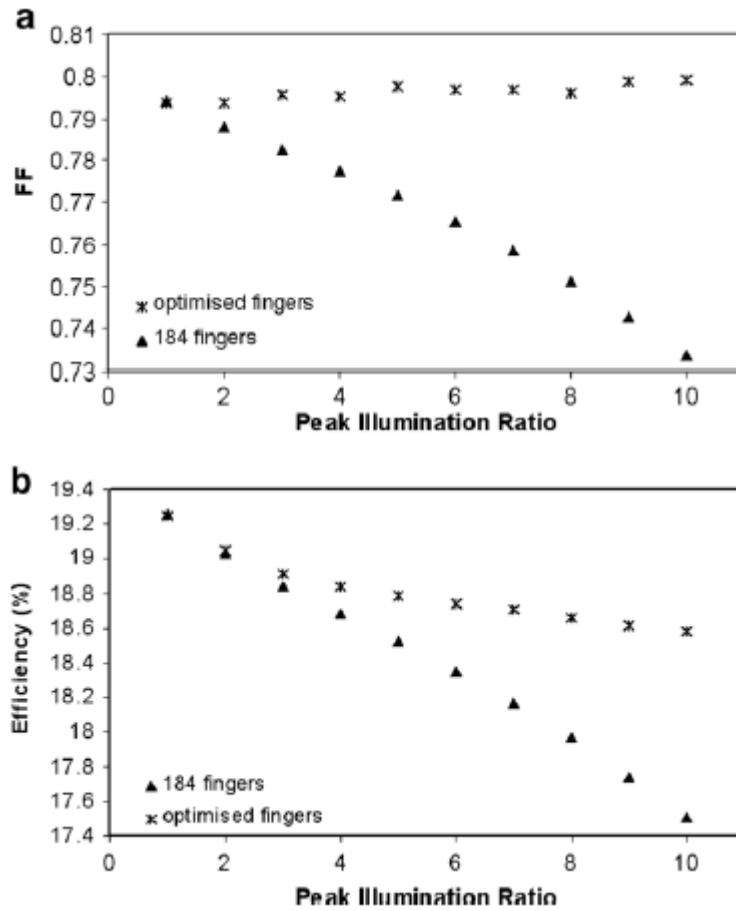 a
0.81
0.8
0.79
0.78
0.77
0.76
0.75
0.74
0.73
FF
optimised fingers
184 fingers
0 2 4 6 8 10
Peak Illumination Ratio
b
19.4
19.2
19
18.8
18.6
18.4
18.2
18
17.8
17.6
17.4
Efficiency (%)
184 fingers
optimised fingers
0 2 4 6 8 10
Peak Illumination Ratio